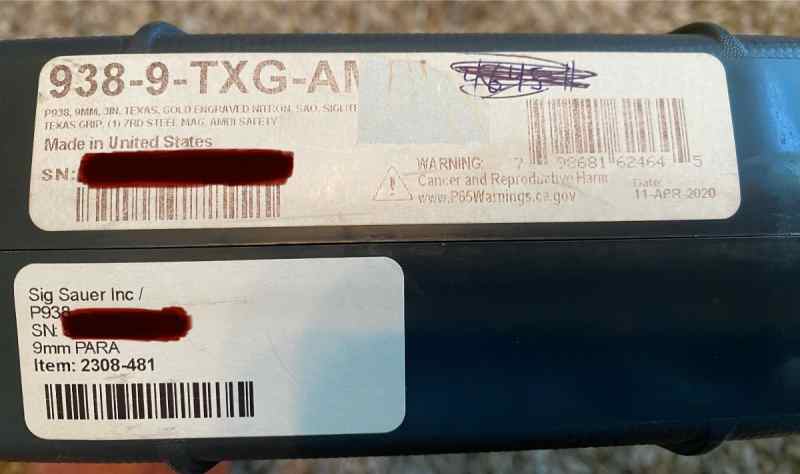 938-9-TXG-AM
P938, 9MM, 3IN, TEXAS, GOLD ENGRAVED NITRON, SAO, SIGLITE
TEXAS GRIP, (1) 7RD STEEL MAG, AMBI SAFETY
Made in United States
SN:
WARNING:
Cancer and Reproductive Harm
www.P65Warnings.ca.gov
7 98681 62464 5
Date:
11-APR-2020
Sig Sauer Inc /
P938
SN:
9mm PARA
Item: 2308-481